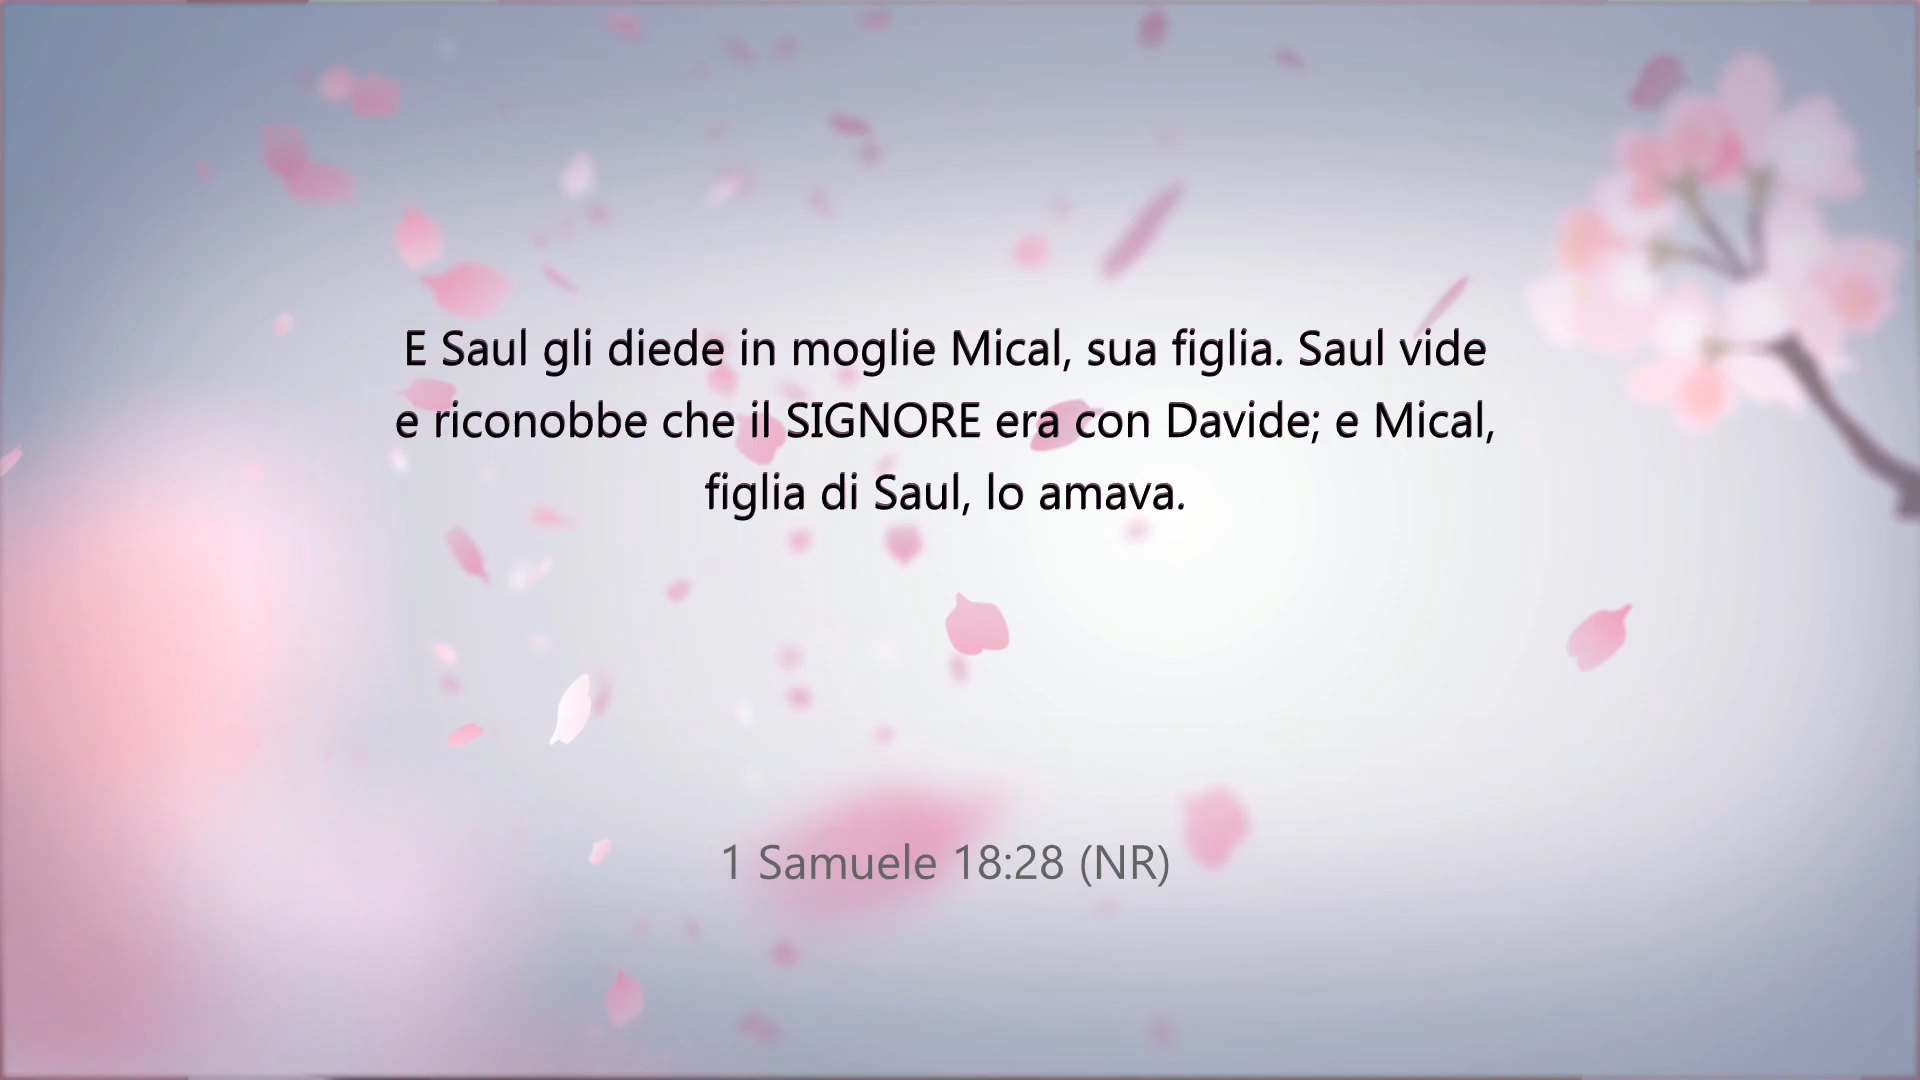 E Saul gli diede in moglie Mical, sua figlia. Saul vide
e riconobbe che il SIGNORE era con Davide; e Mical,
figlia di Saul, lo amava.
1 Samuele 18:28 (NR)